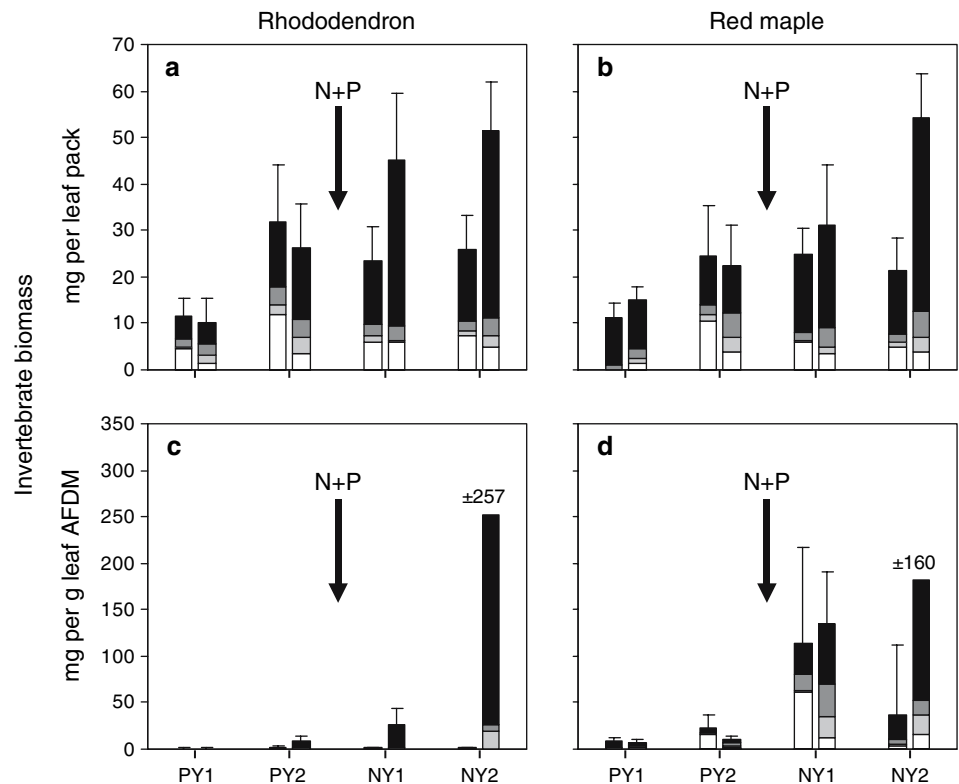 Rhododendron
Red maple
Invertebrate biomass
mg per leaf pack
70
60
50
40
30
20
10
0
a
N+P
b
N+P
mg per g leaf AFDM
350
300
250
200
150
100
50
0
c
N+P
±257
d
N+P
±160
PY1 PY2 NY1 NY2
PY1 PY2 NY1 NY2